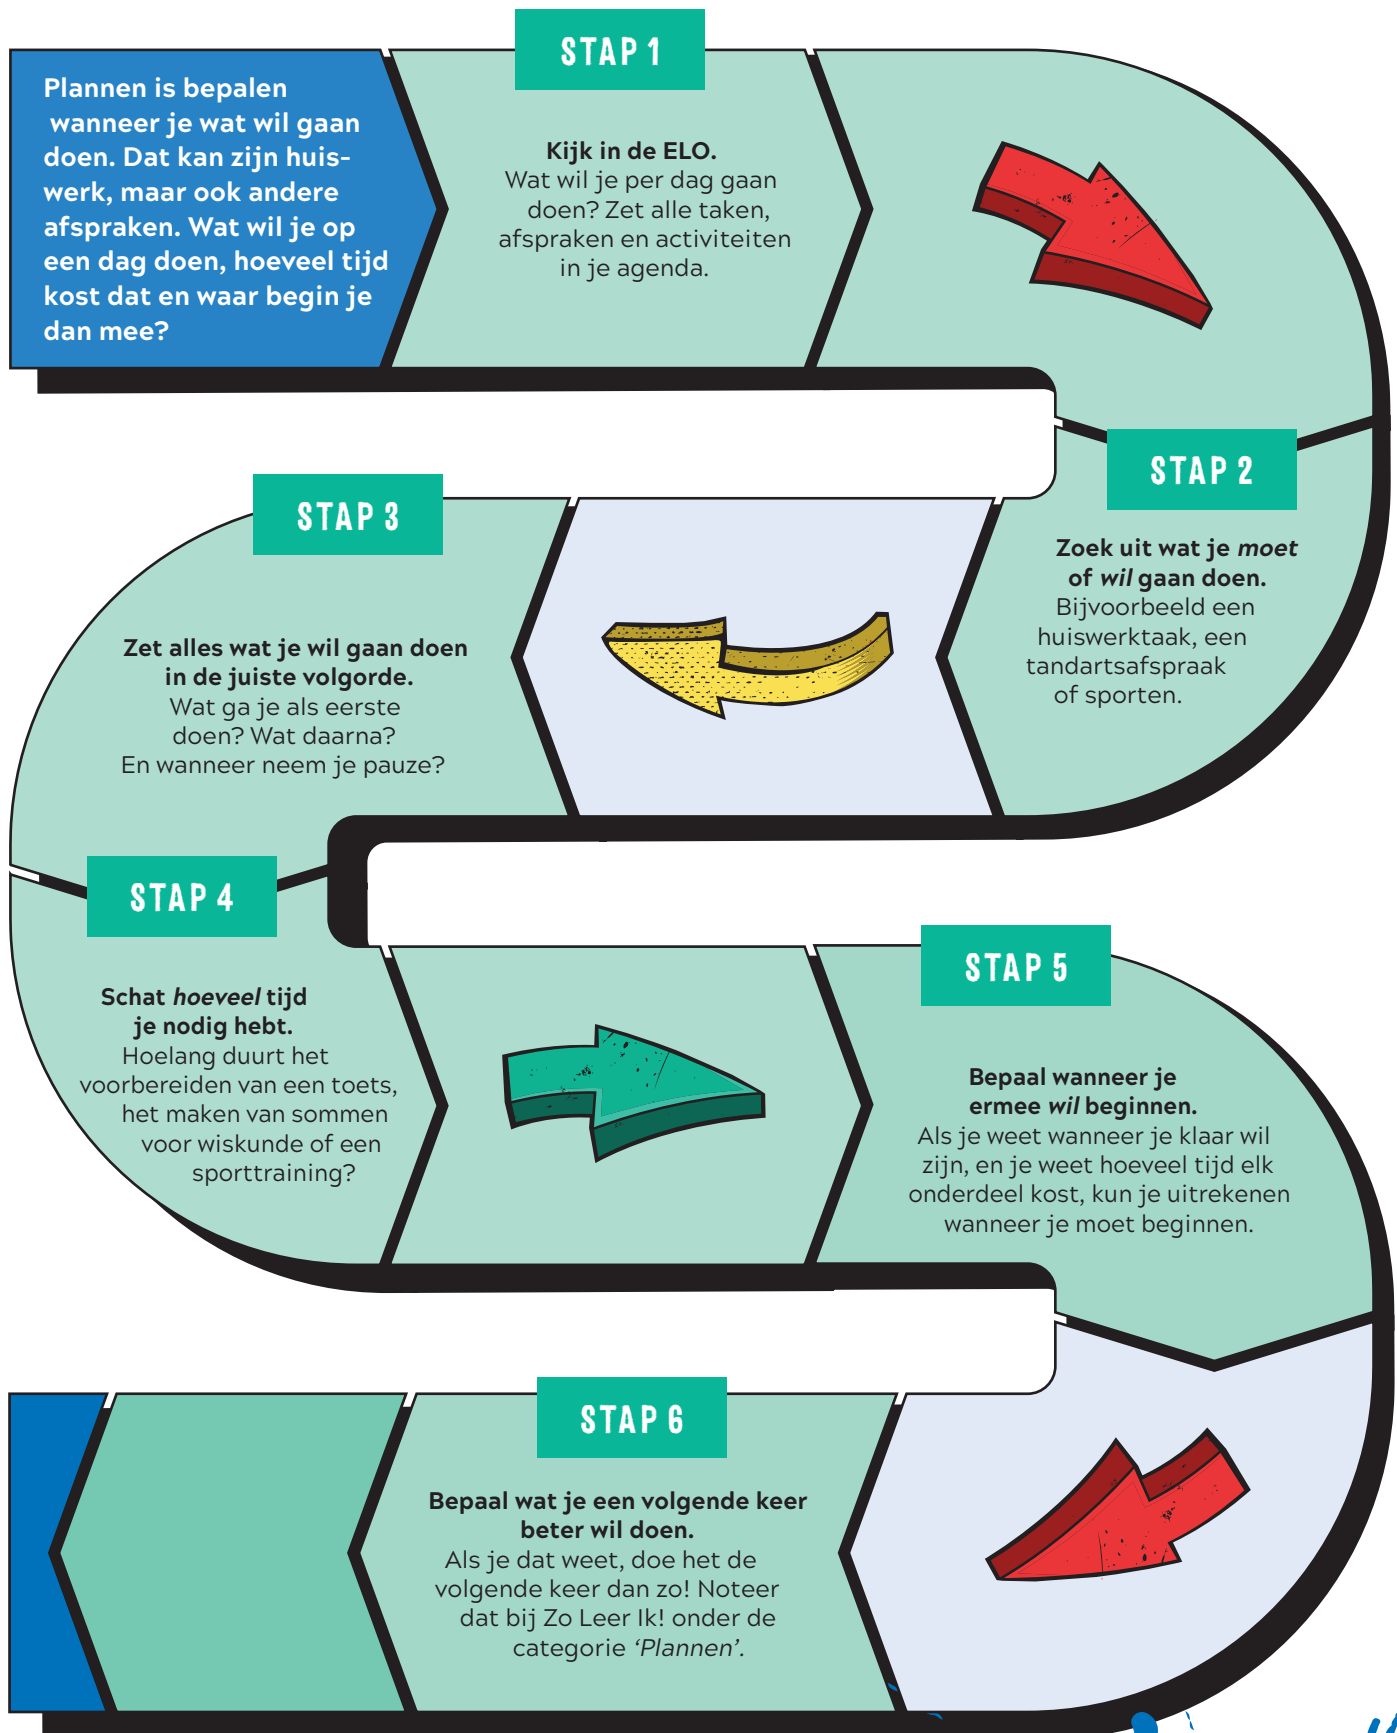 Plannen is bepalen
wanneer je wat wil gaan
doen. Dat kan zijn huis-
werk, maar ook andere
afspraken. Wat wil je op
een dag doen, hoeveel tijd
kost dat en waar begin je
dan mee?
STAP 1
Kijk in de ELO.
Wat wil je per dag gaan
doen? Zet alle taken,
afspraken en activiteiten
in je agenda.
STAP 2
Zoek uit wat je moet
of wil gaan doen.
Bijvoorbeeld een
huiswerktaak, een
tandartsafspraak
of sporten.
STAP 3
Zet alles wat je wil gaan doen
in de juiste volgorde.
Wat ga je als eerste
doen? Wat daarna?
En wanneer neem je pauze?
STAP 4
Schat hoeveel tijd
je nodig hebt.
Hoelang duurt het
voorbereiden van een toets,
het maken van sommen
voor wiskunde of een
sporttraining?
STAP 5
Bepaal wanneer je
ermee wil beginnen.
Als je weet wanneer je klaar wil
zijn, en je weet hoeveel tijd elk
onderdeel kost, kun je uitrekenen
wanneer je moet beginnen.
STAP 6
Bepaal wat je een volgende keer
beter wil doen.
Als je dat weet, doe het de
volgende keer dan zo! Noteer
dat bij Zo Leer Ik! onder de
categorie ‘Plannen’.